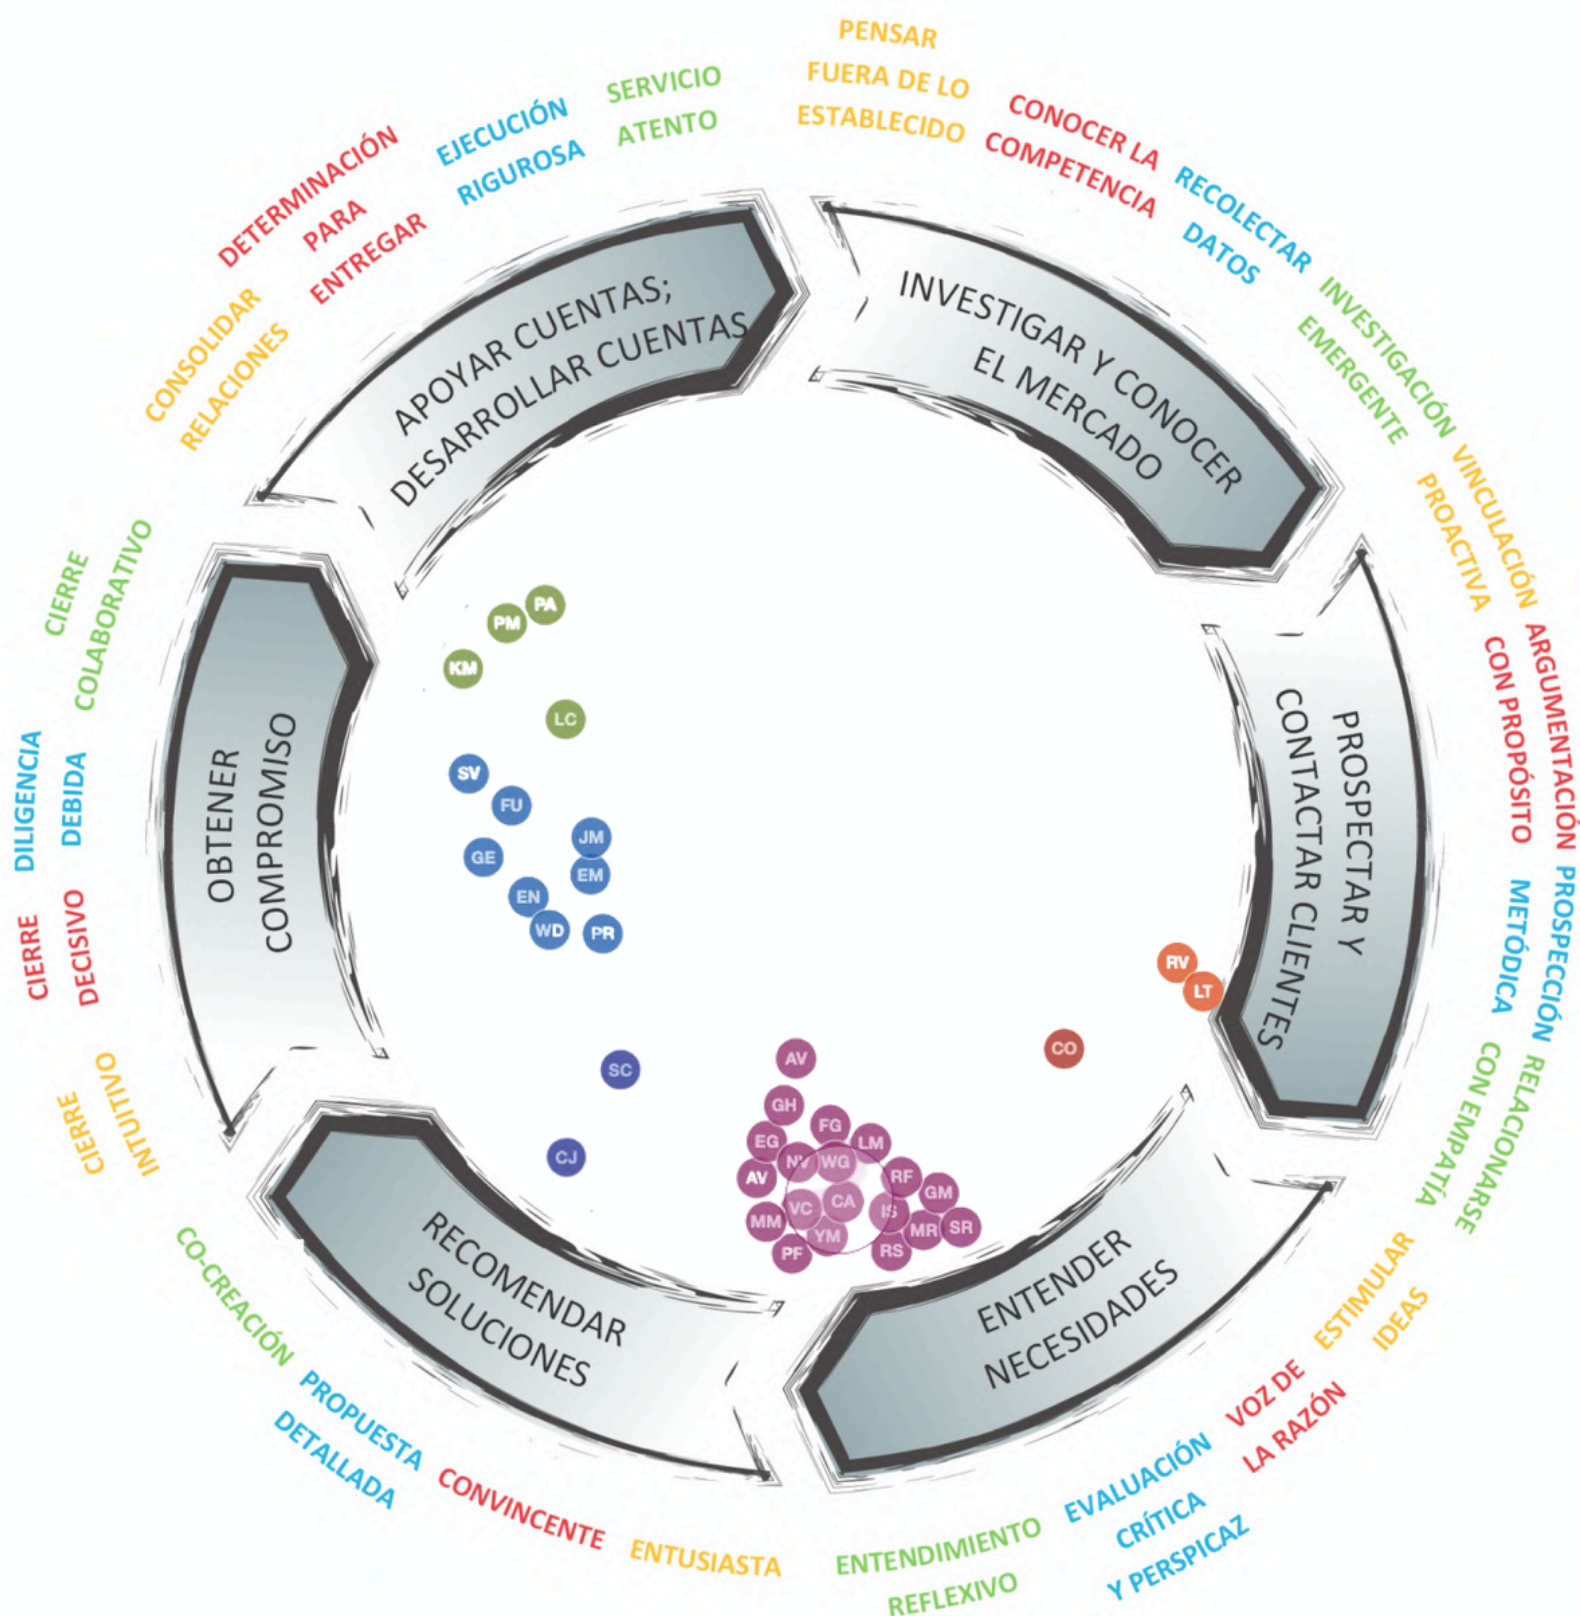 PENSAR
FUERA DE LO
ESTABLECIDO
CONOCER LA
COMPETENCIA
RECOLECTAR
DATOS
INVESTIGACIÓN
EMERGENTE
INVESTIGAR Y CONOCER
EL MERCADO
VINCULACIÓN
PROACTIVA
ARGUMENTACIÓN
CON PROPÓSITO
PROSPECCIÓN
METÓDICA
RELACIONARSE
CON EMPATÍA
PROSPECTAR Y
CONTACTAR CLIENTES
ESTIMULAR
IDEAS
VOZ DE
LA RAZÓN
EVALUACIÓN
CRÍTICA
Y PERSPICAZ
ENTENDIMIENTO
REFLEXIVO
ENTENDER
NECESIDADES
ENTUSIASTA
CONVINCENTE
PROPUESTA
DETALLADA
CO-CREACIÓN
RECOMENDAR
SOLUCIONES
CIERRE
INTUITIVO
CIERRE
DECISIVO
DILIGENCIA
DEBIDA
CIERRE
COLABORATIVO
OBTENER
COMPROMISO
CONSOLIDAR
RELACIONES
DETERMINACIÓN
PARA
ENTREGAR
EJECUCIÓN
RIGUROSA
SERVICIO
ATENTO
APOYAR CUENTAS;
DESARROLLAR CUENTAS
PA
PM
KM
LC
SV
FU
JM
GE
EM
EN
WD
PR
SC
CJ
RV
LT
CO
AV
GH
FG
EG
LM
NV
WG
AV
RF
GM
CA
VC
IS
MM
MR
SR
YM
PF
RS